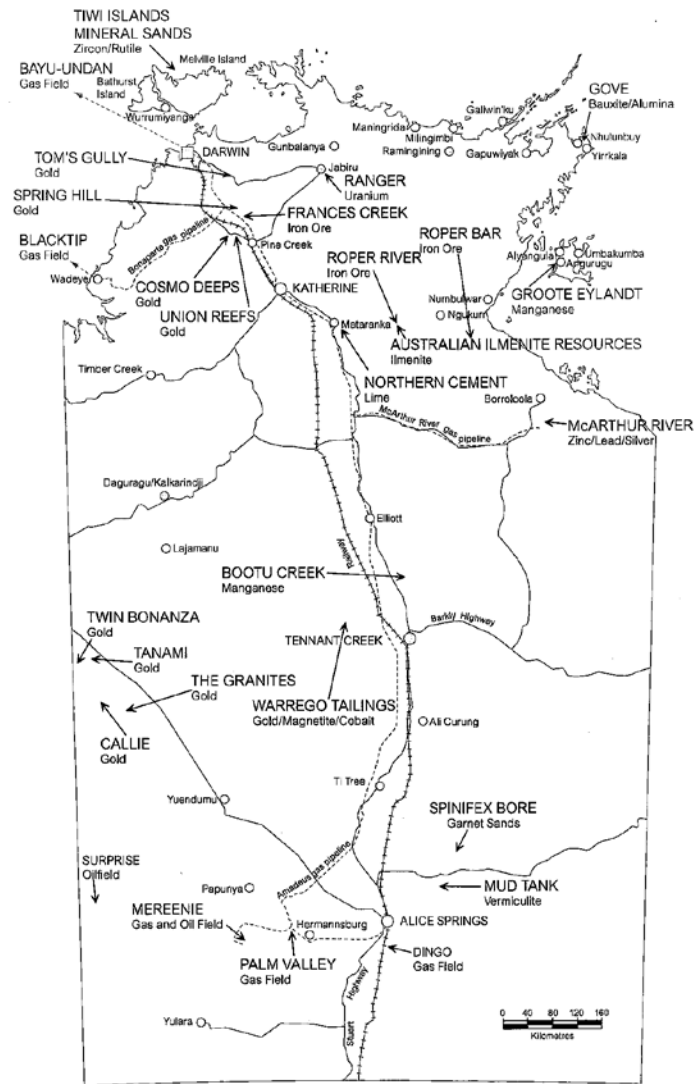 TIWI ISLANDS
MINERAL SANDS
Zircon/Rutile
Melville Island
BAYU-UNDAN
Gas Field
Bathurst
Island
Wurrumiyanga
GOVE
Bauxite/Alumina
Galiwin'ku
Maningrida
Milingimbi
Nhulunbuy
Ramingining
Gapuwiyak
Yirrkala
Gunbalanya
DARWIN
TOM'S GULLY
Gold
Jabiru
RANGER
Uranium
SPRING HILL
Gold
FRANCES CREEK
Iron Ore
BLACKTIP
Gas Field
Bonaparte gas pipeline
Pine Creek
ROPER BAR
Iron Ore
ROPER RIVER
Iron Ore
Alyangula
Umbakumba
Angurugu
Wadeye
COSMO DEEPS
Gold
KATHERINE
Numbulwar
GROOTE EYLANDT
Manganese
UNION REEFS
Gold
Ngukurr
Mataranka
AUSTRALIAN ILMENITE RESOURCES
Ilmenite
Timber Creek
NORTHERN CEMENT
Lime
Borroloola
McArthur River gas pipeline
McARTHUR RIVER
Zinc/Lead/Silver
Daguragu/Kalkarindji
Elliott
Lajamanu
Railway
BOOTU CREEK
Manganese
TWIN BONANZA
Gold
Barkly Highway
TENNANT CREEK
TANAMI
Gold
THE GRANITES
Gold
WARREGO TAILINGS
Gold/Magnetite/Cobalt
Ali Curung
CALLIE
Gold
Ti Tree
Yuendumu
SPINIFEX BORE
Garnet Sands
SURPRISE
Oilfield
Amadeus gas pipeline
Papunya
MUD TANK
Vermiculite
MEREENIE
Gas and Oil Field
Hermannsburg
ALICE SPRINGS
PALM VALLEY
Gas Field
DINGO
Gas Field
Yulara
Stuart Highway
0 40 80 120 160
Kilometres